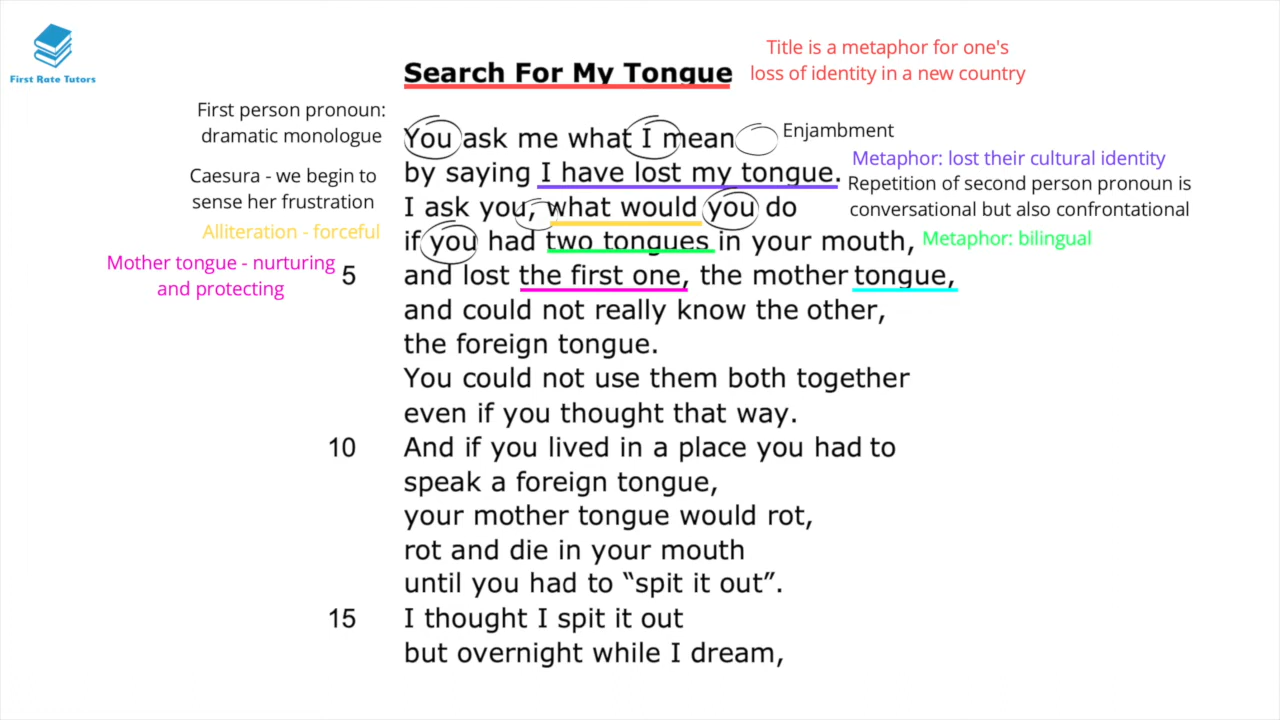 First Rate Tutors
Search For My Tongue
Title is a metaphor for one's
loss of identity in a new country
First person pronoun:
dramatic monologue
You ask me what I mean
Enjambment
Caesura - we begin to
sense her frustration
by saying I have lost my tongue.
Metaphor: lost their cultural identity
Repetition of second person pronoun is
conversational but also confrontational
I ask you, what would you do
Alliteration - forceful
if you had two tongues in your mouth,
Metaphor: bilingual
Mother tongue - nurturing
and protecting
5 and lost the first one, the mother tongue,
and could not really know the other,
the foreign tongue.
You could not use them both together
even if you thought that way.
10 And if you lived in a place you had to
speak a foreign tongue,
your mother tongue would rot,
rot and die in your mouth
until you had to “spit it out”.
15 I thought I spit it out
but overnight while I dream,